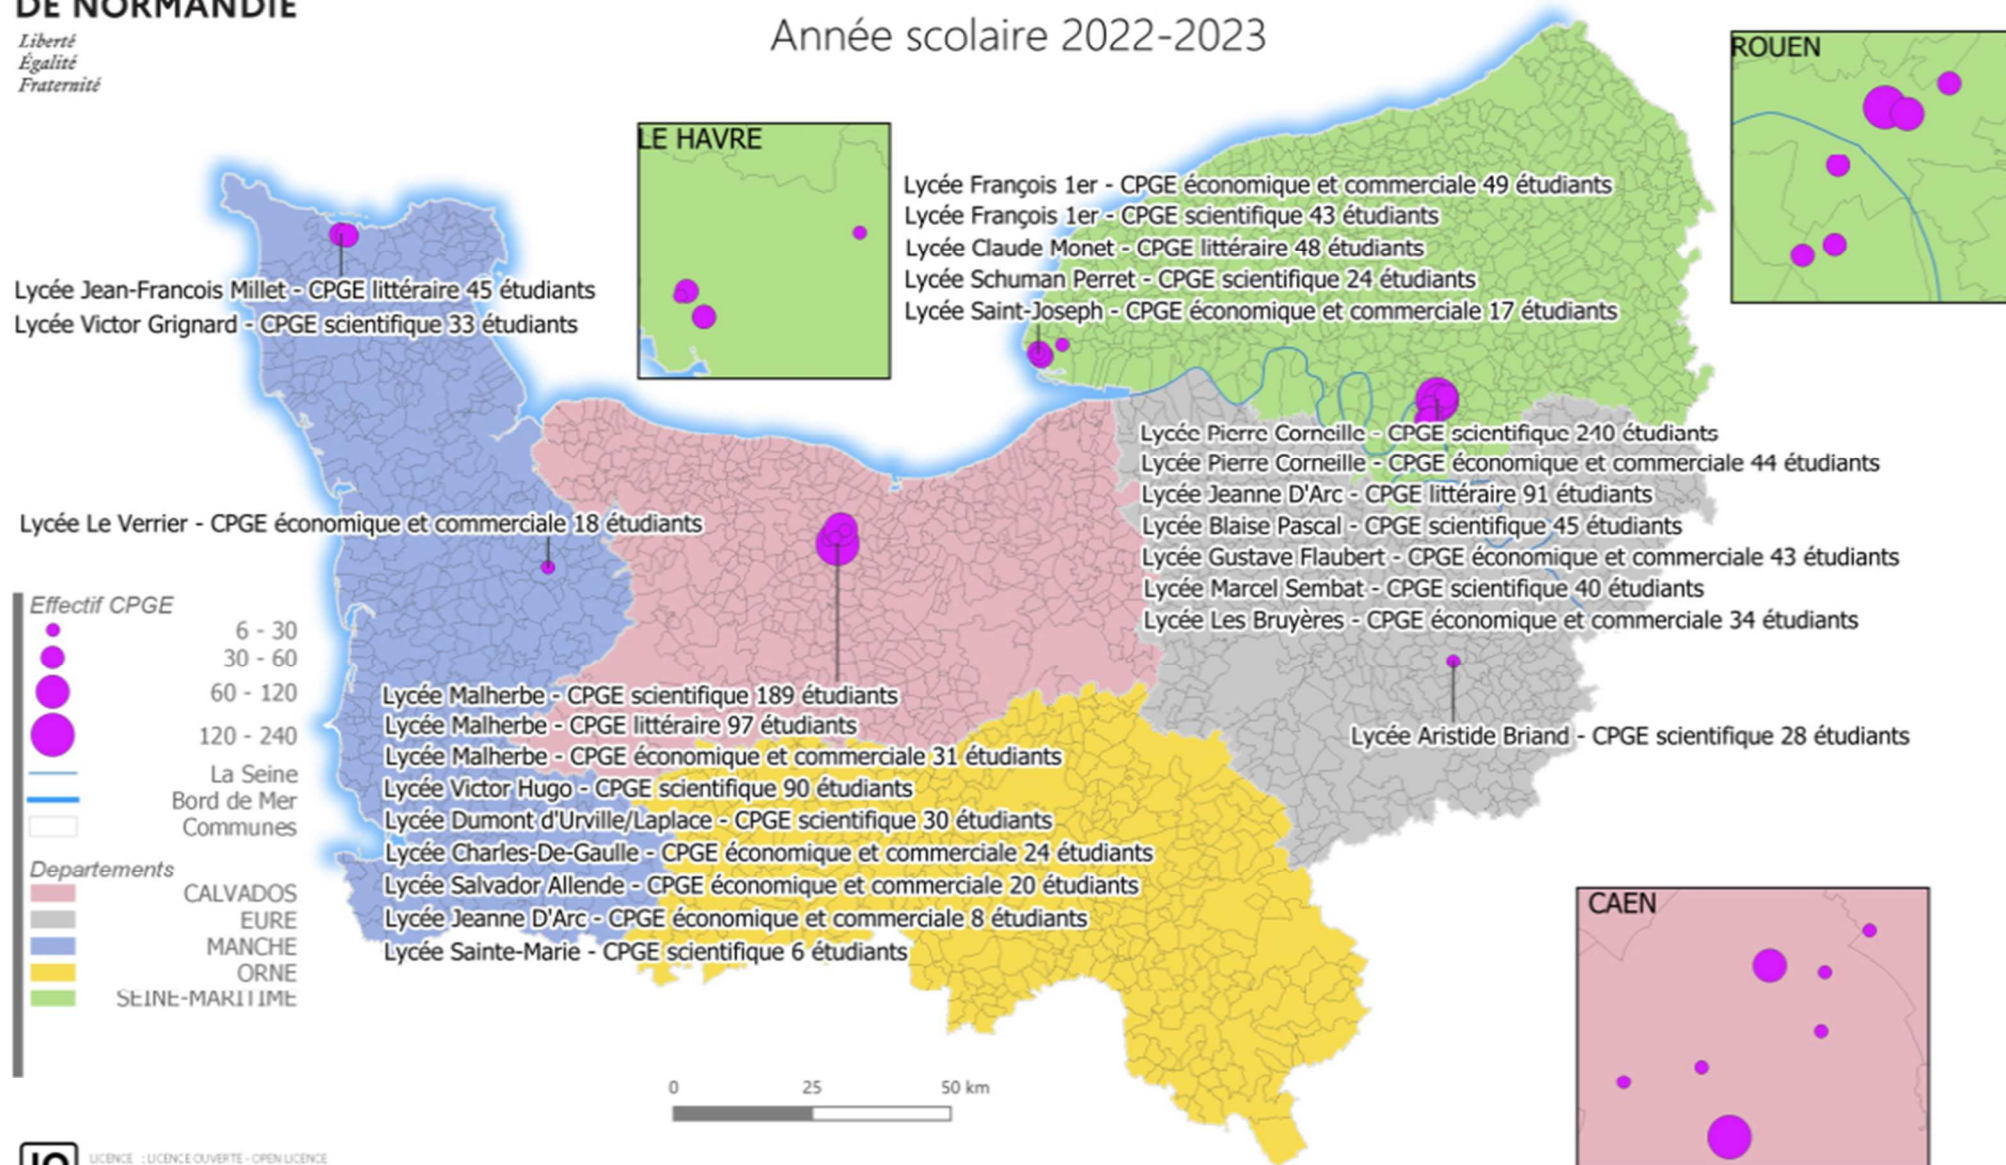 DE NORMANDIE
Liberté
Égalité
Fraternité
Année scolaire 2022-2023
LE HAVRE
ROUEN
Lycée François 1er - CPGE économique et commerciale 49 étudiants
Lycée François 1er - CPGE scientifique 43 étudiants
Lycée Claude Monet - CPGE littéraire 48 étudiants
Lycée Schuman Perret - CPGE scientifique 24 étudiants
Lycée Saint-Joseph - CPGE économique et commerciale 17 étudiants
Lycée Jean-Francois Millet - CPGE littéraire 45 étudiants
Lycée Victor Grignard - CPGE scientifique 33 étudiants
Lycée Pierre Corneille - CPGE scientifique 240 étudiants
Lycée Pierre Corneille - CPGE économique et commerciale 44 étudiants
Lycée Jeanne D'Arc - CPGE littéraire 91 étudiants
Lycée Blaise Pascal - CPGE scientifique 45 étudiants
Lycée Gustave Flaubert - CPGE économique et commerciale 43 étudiants
Lycée Marcel Sembat - CPGE scientifique 40 étudiants
Lycée Les Bruyères - CPGE économique et commerciale 34 étudiants
Lycée Le Verrier - CPGE économique et commerciale 18 étudiants
Lycée Aristide Briand - CPGE scientifique 28 étudiants
Lycée Malherbe - CPGE scientifique 189 étudiants
Lycée Malherbe - CPGE littéraire 97 étudiants
Lycée Malherbe - CPGE économique et commerciale 31 étudiants
Lycée Victor Hugo - CPGE scientifique 90 étudiants
Lycée Dumont d'Urville/Laplace - CPGE scientifique 30 étudiants
Lycée Charles-De-Gaulle - CPGE économique et commerciale 24 étudiants
Lycée Salvador Allende - CPGE économique et commerciale 20 étudiants
Lycée Jeanne D'Arc - CPGE économique et commerciale 8 étudiants
Lycée Sainte-Marie - CPGE scientifique 6 étudiants
Effectif CPGE
6 - 30
30 - 60
60 - 120
120 - 240
La Seine
Bord de Mer
Communes
Departements
CALVADOS
EURE
MANCHE
ORNE
SEINE-MARITIME
CAEN
0 25 50 km
LICENCE : LICENCE OUVERTE - OPEN LICENCE